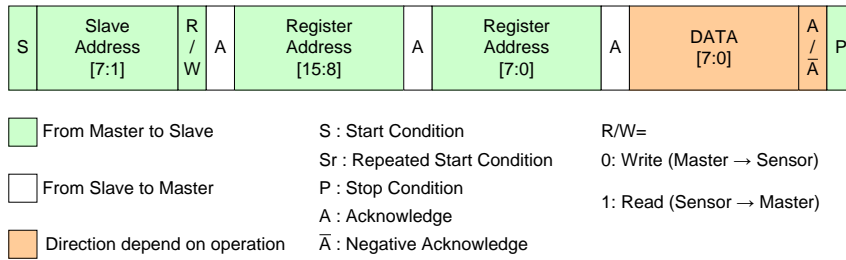 S
Slave
Address
[7:1]
R
/
W
A
Register
Address
[15:8]
A
Register
Address
[7:0]
A
DATA
[7:0]
A
/
A̅
P
From Master to Slave
From Slave to Master
Direction depend on operation
S : Start Condition
Sr : Repeated Start Condition
P : Stop Condition
A : Acknowledge
A̅ : Negative Acknowledge
R/W=
0: Write (Master → Sensor)
1: Read (Sensor → Master)